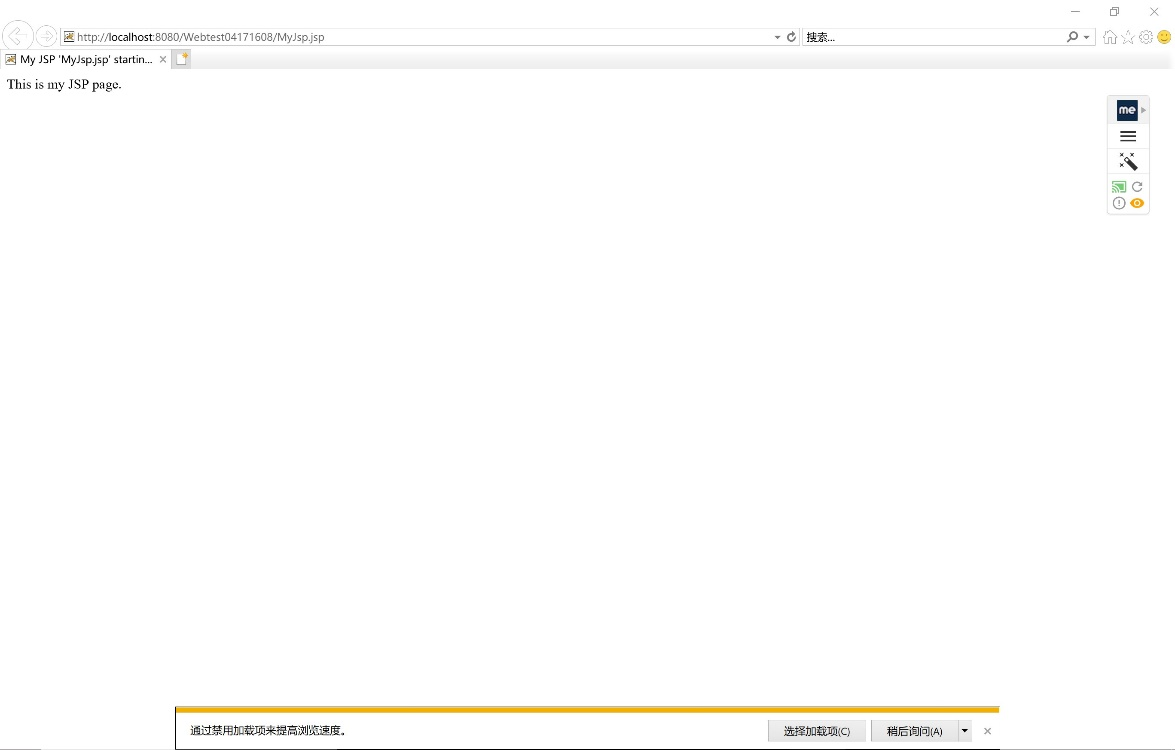 http://localhost:8080/Webtest04171608/MyJsp.jsp
搜索...
My JSP 'MyJsp.jsp' startin...
This is my JSP page.
me
通过禁用加载项来提高浏览速度。
选择加载项(C)
稍后询问(A)